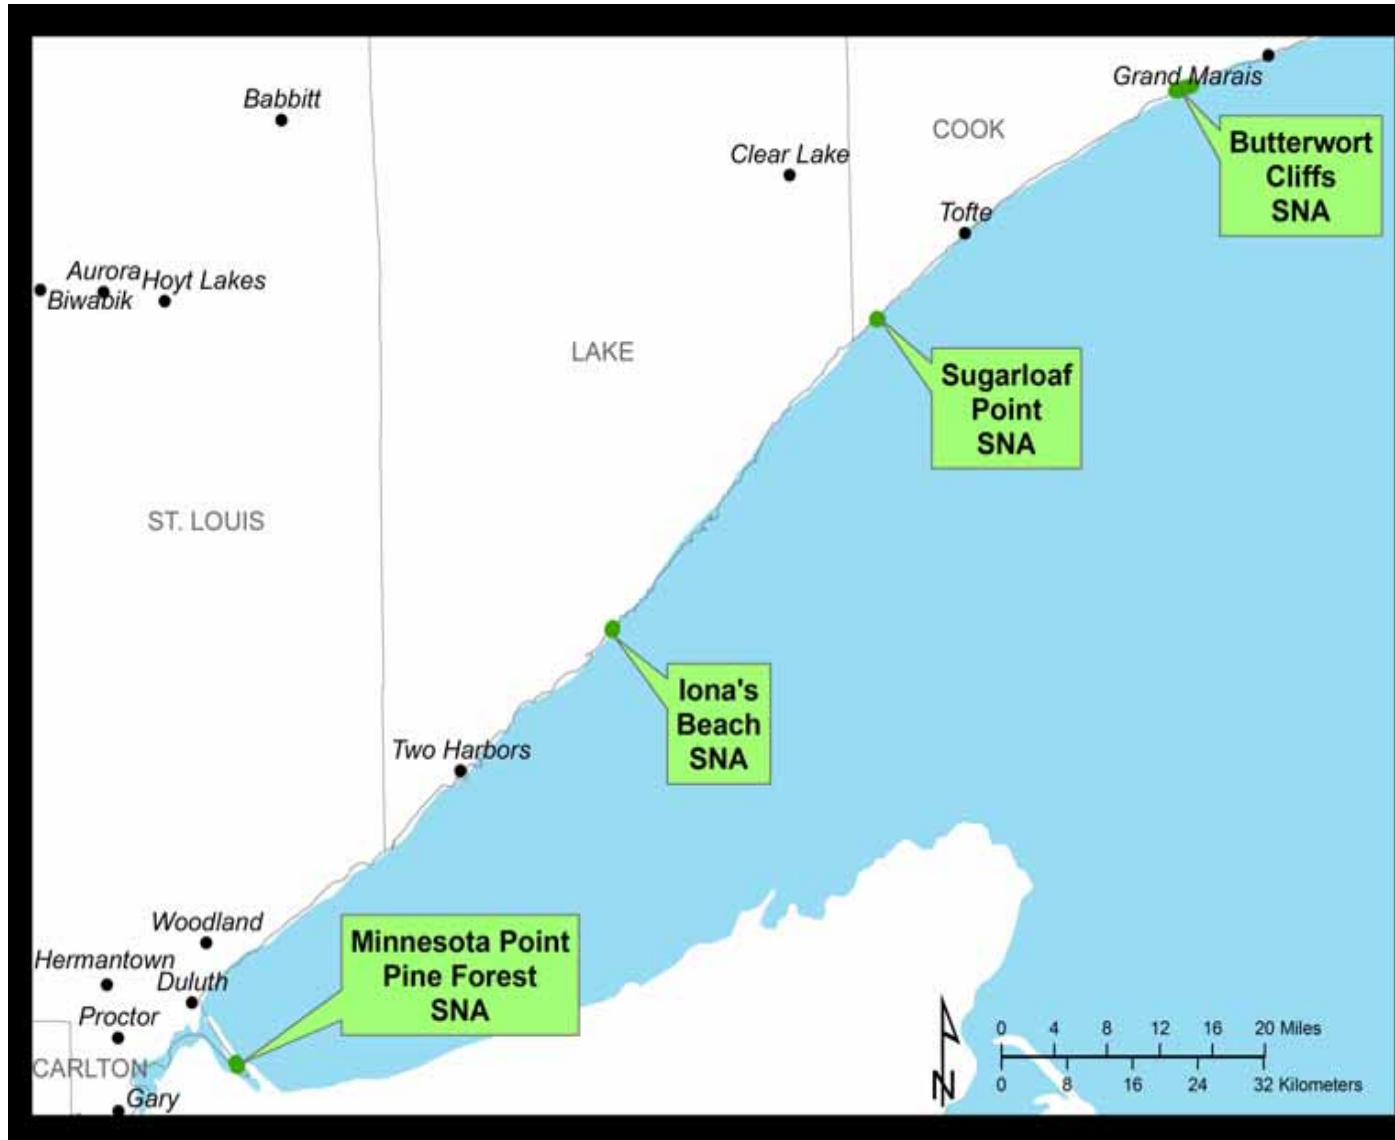 Grand Marais
Babbitt
COOK
Butterwort
Cliffs
SNA
Clear Lake
Tofte
Aurora
Hoyt Lakes
Biwabik
LAKE
Sugarloaf
Point
SNA
ST. LOUIS
Iona's
Beach
SNA
Two Harbors
Woodland
Minnesota Point
Pine Forest
SNA
Hermantown
Duluth
Proctor
CARLTON
Gary
N
0 4 8 12 16 20 Miles
0 8 16 24 32 Kilometers